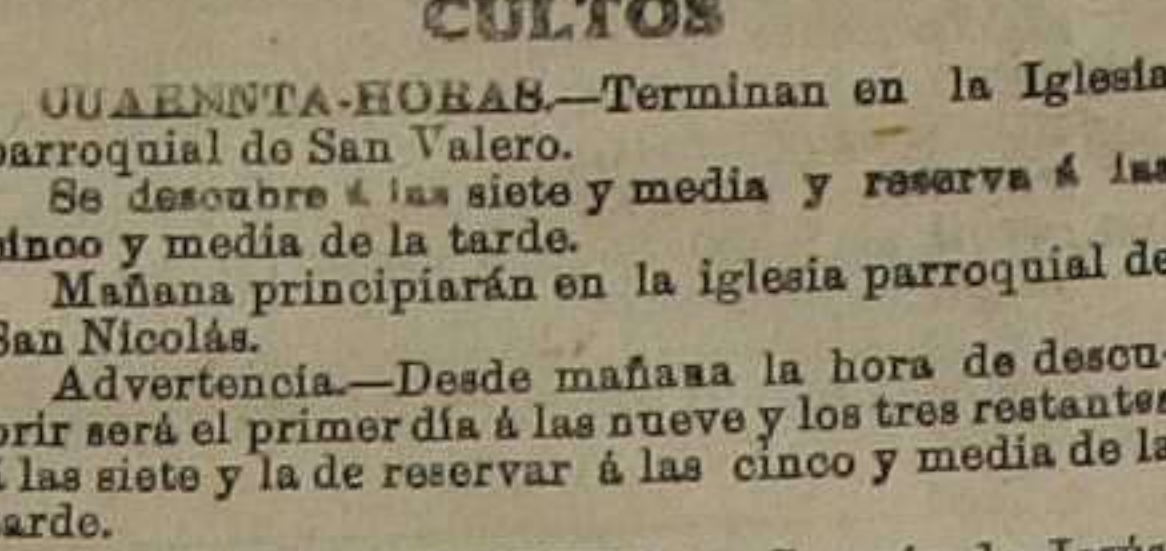 CULTOS
CUARENNTA-HORAS.—Terminan en la Iglesia
parroquial de San Valero.
Se descubre á las siete y media y reserva á las
cinco y media de la tarde.
Mañana principiarán en la iglesia parroquial de
San Nicolás.
Advertencia.—Desde mañana la hora de descu-
brir será el primer día á las nueve y los tres restantes
á las siete y la de reservar á las cinco y media de la
tarde.